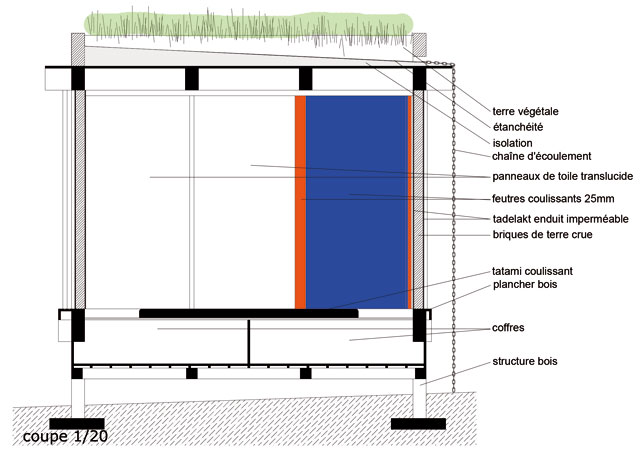 terre végétale
étanchéité
isolation
chaîne d'écoulement
panneaux de toile translucide
feutres coulissants 25mm
tadelakt enduit imperméable
briques de terre crue
tatami coulissant
plancher bois
coffres
structure bois
coupe 1/20